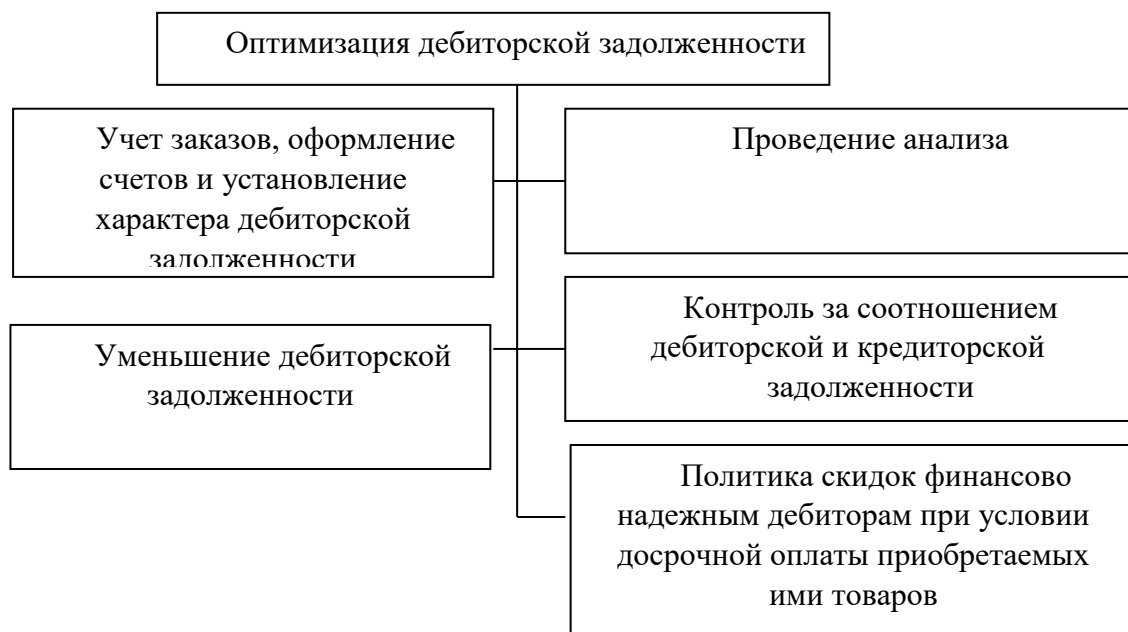 Оптимизация дебиторской задолженности
Учет заказов, оформление
счетов и установление
характера дебиторской
задолженности
Проведение анализа
Уменьшение дебиторской
задолженности
Контроль за соотношением
дебиторской и кредиторской
задолженности
Политика скидок финансово
надежным дебиторам при условии
досрочной оплаты приобретаемых
ими товаров